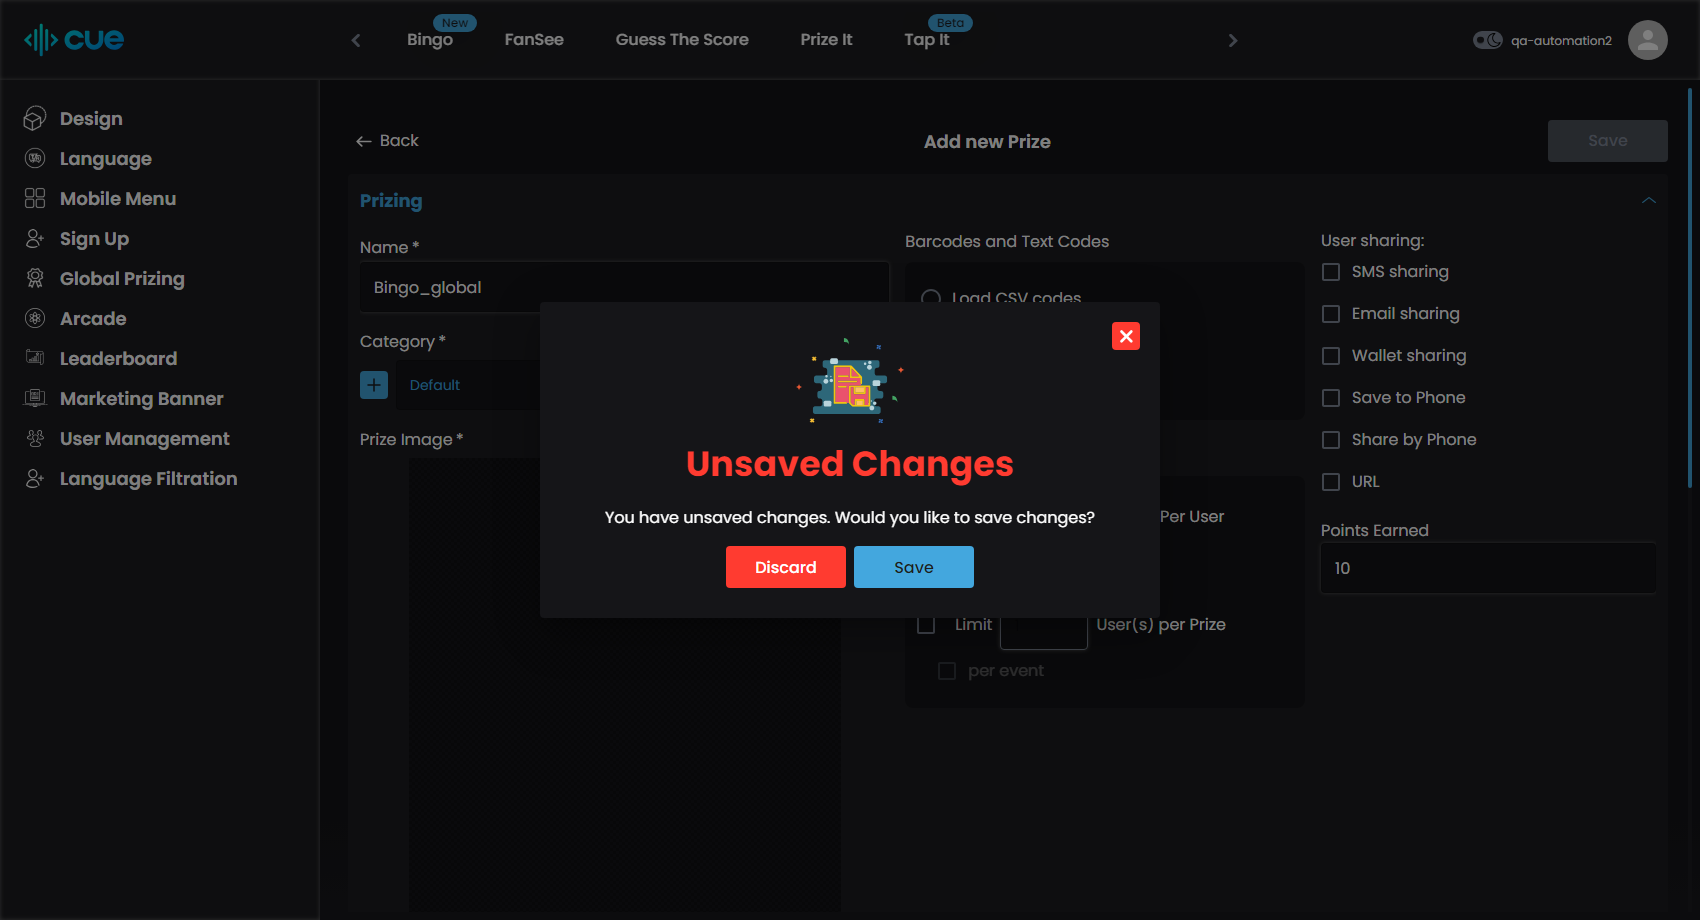 cue
Bingo
New
FanSee
Guess The Score
Prize It
Tap It
Beta
qa-automation2
Design
Language
Mobile Menu
Sign Up
Global Prizing
Arcade
Leaderboard
Marketing Banner
User Management
Language Filtration
Back
Add new Prize
Save
Prizing
Name *
Bingo_global
Category *
Default
Prize Image *
Barcodes and Text Codes
Load CSV codes
Per User
Limit
User(s) per Prize
per event
User sharing:
SMS sharing
Email sharing
Wallet sharing
Save to Phone
Share by Phone
URL
Points Earned
10
Unsaved Changes
You have unsaved changes. Would you like to save changes?
Discard
Save